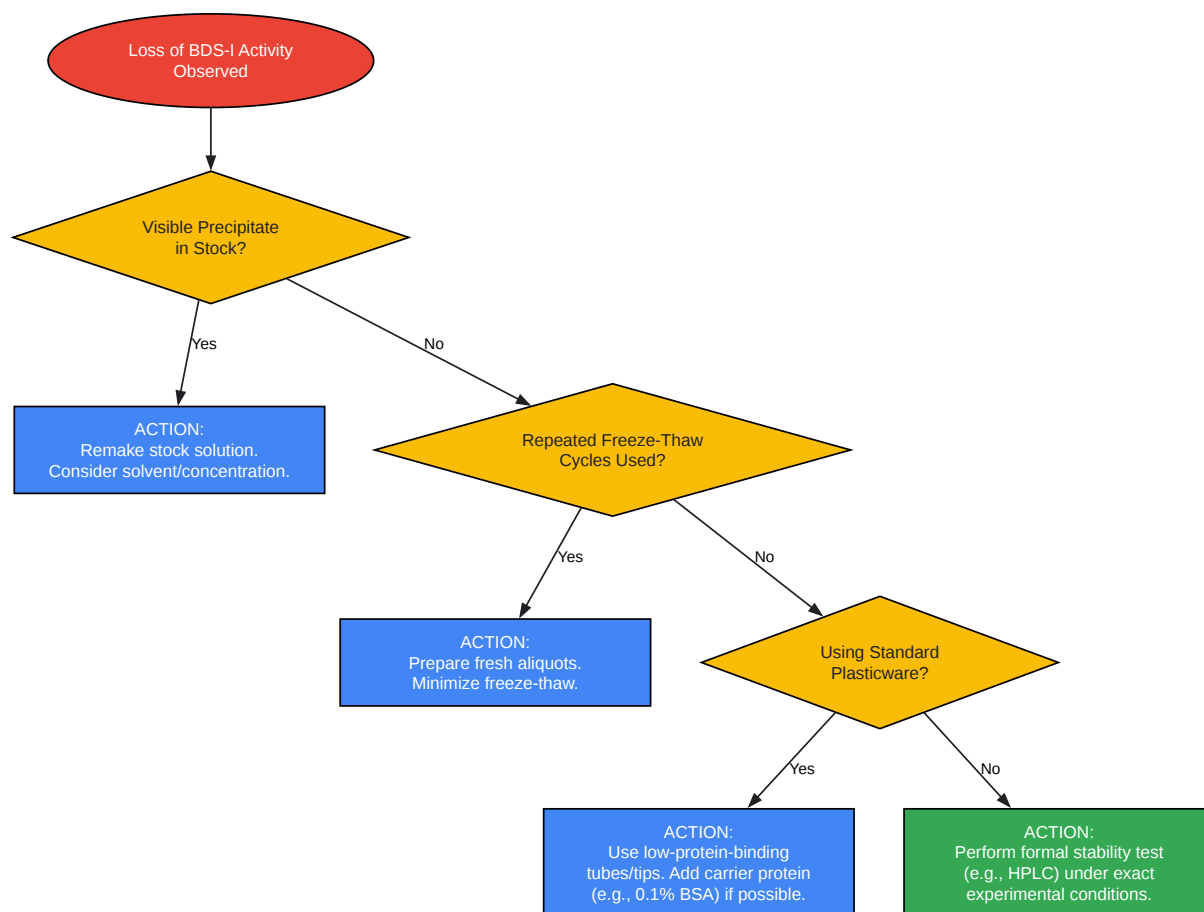 Loss of BDS-I Activity
Observed
Visible Precipitate
in Stock?
Yes
No
ACTION:
Remake stock solution.
Consider solvent/concentration.
Repeated Freeze-Thaw
Cycles Used?
Yes
No
ACTION:
Prepare fresh aliquots.
Minimize freeze-thaw.
Using Standard
Plasticware?
Yes
No
ACTION:
Use low-protein-binding
tubes/tips. Add carrier protein
(e.g., 0.1% BSA) if possible.
ACTION:
Perform formal stability test
(e.g., HPLC) under exact
experimental conditions.